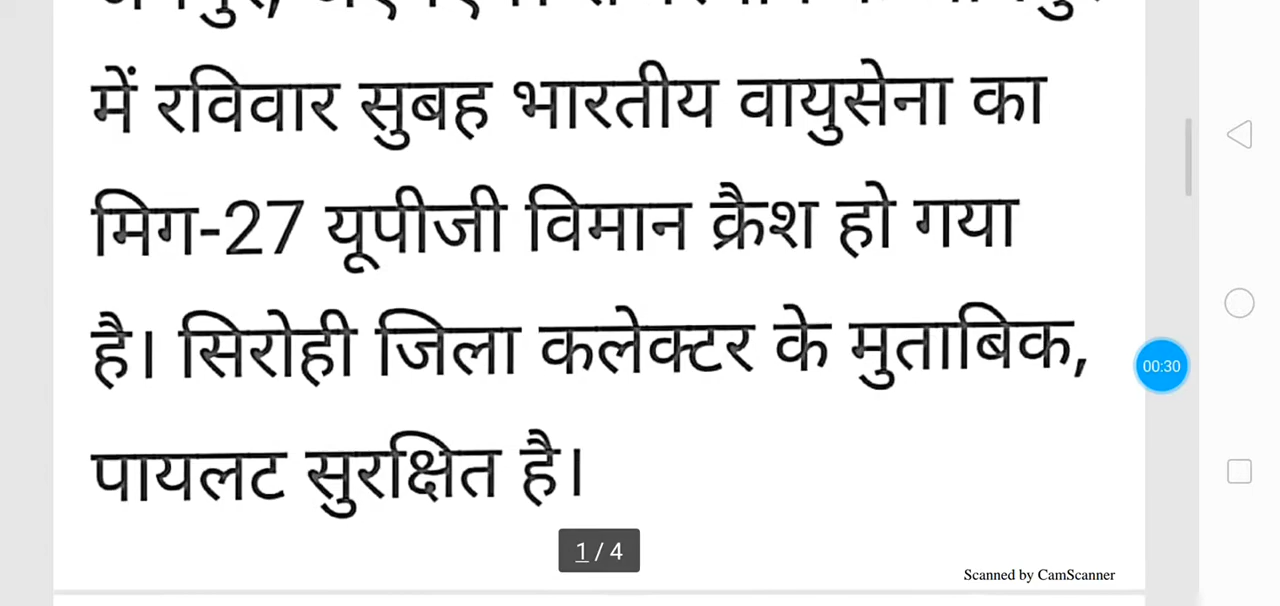 में रविवार सुबह भारतीय वायुसेना का
मिग-27 यूपीजी विमान क्रैश हो गया
है। सिरोही जिला कलेक्टर के मुताबिक,
00:30
पायलट सुरक्षित है।
1 / 4
Scanned by CamScanner